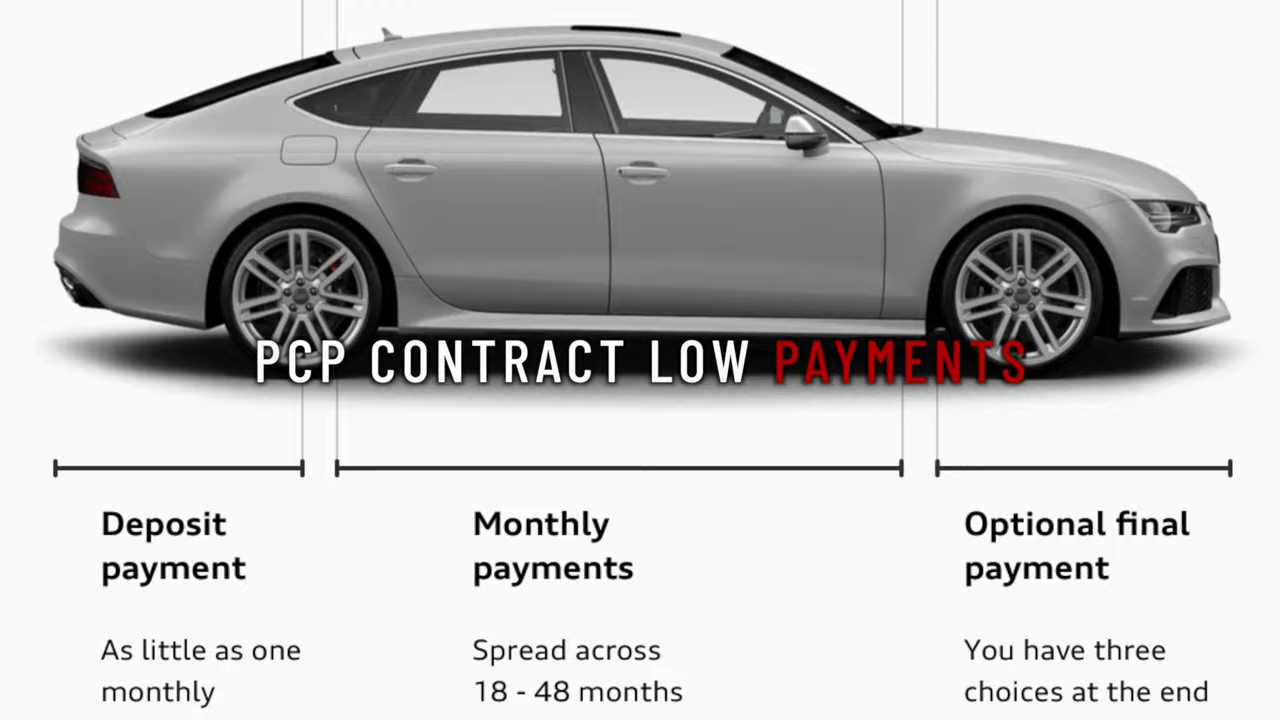 PCP CONTRACT LOW PAYMENTS
Deposit
payment
As little as one
monthly
Monthly
payments
Spread across
18 - 48 months
Optional final
payment
You have three
choices at the end